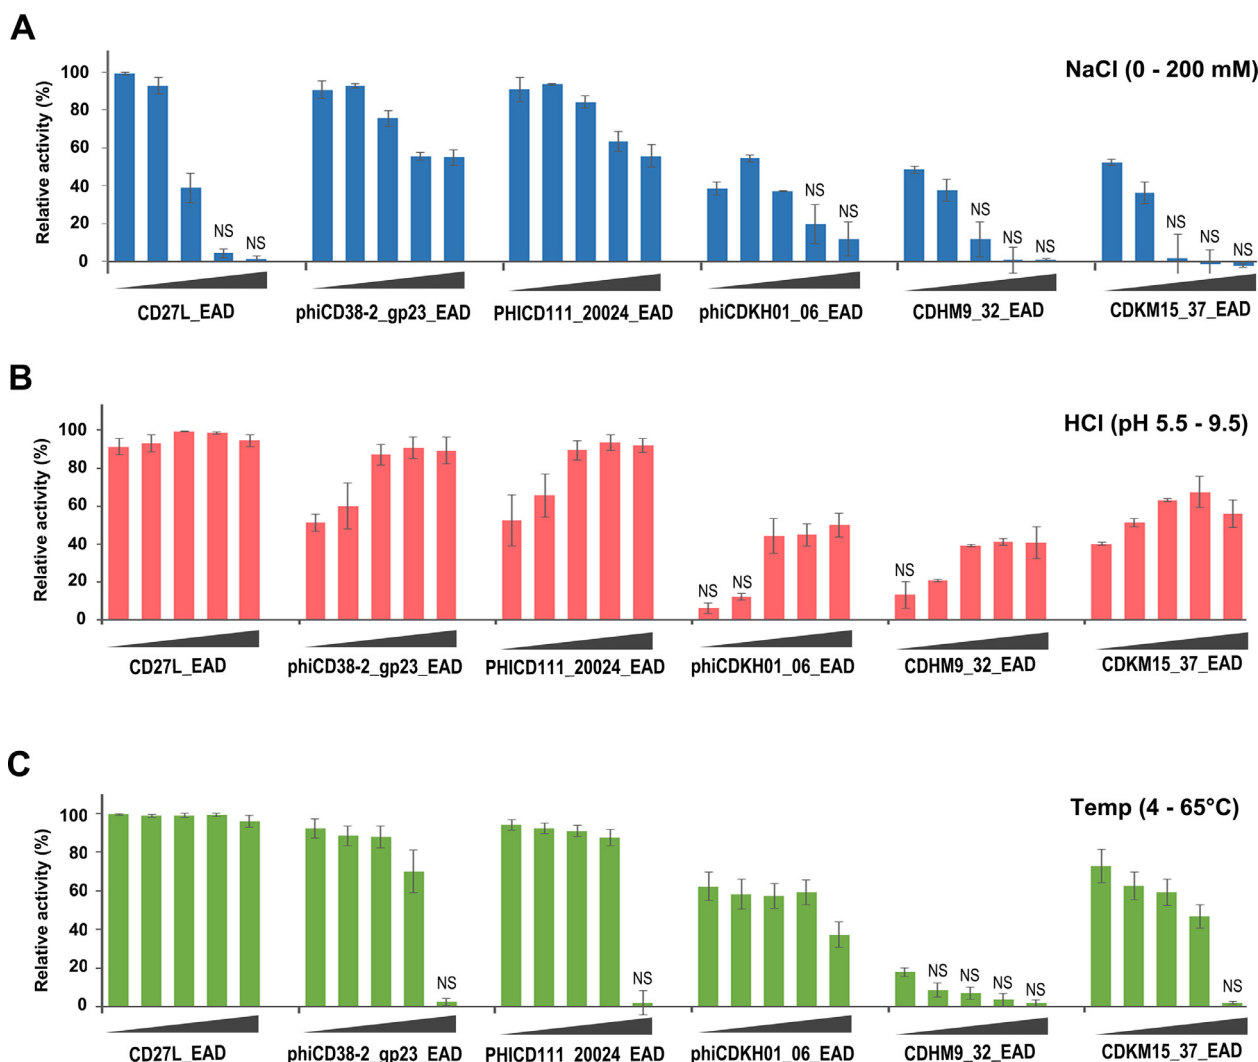 A
NaCl (0 - 200 mM)
Relative activity (%)
100
80
60
40
20
0
NS
NS
NS
NS
NS
NS
NS
NS
NS
NS
CD27L_EAD
phiCD38-2_gp23_EAD
PHICD111_20024_EAD
phiCDKH01_06_EAD
CDHM9_32_EAD
CDKM15_37_EAD
B
HCl (pH 5.5 - 9.5)
Relative activity (%)
100
80
60
40
20
0
NS
NS
NS
CD27L_EAD
phiCD38-2_gp23_EAD
PHICD111_20024_EAD
phiCDKH01_06_EAD
CDHM9_32_EAD
CDKM15_37_EAD
C
Temp (4 - 65°C)
Relative activity (%)
100
80
60
40
20
0
NS
NS
NS
NS
NS
NS
NS
CD27L_EAD
phiCD38-2_gp23_EAD
PHICD111_20024_EAD
phiCDKH01_06_EAD
CDHM9_32_EAD
CDKM15_37_EAD